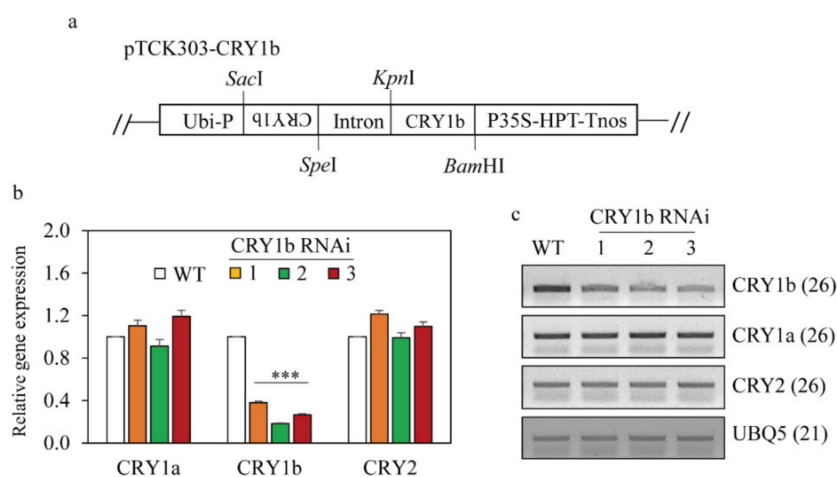 a
pTCK303-CRY1b
SacI
KpnI
//
Ubi-P
CRY1b
Intron
CRY1b
P35S-HPT-Tnos
//
SpeI
BamHI
b
Relative gene expression
2.0
1.6
1.2
0.8
0.4
0.0
CRY1b RNAi
WT
1
2
3
***
CRY1a
CRY1b
CRY2
c
CRY1b RNAi
WT 1 2 3
CRY1b (26)
CRY1a (26)
CRY2 (26)
UBQ5 (21)